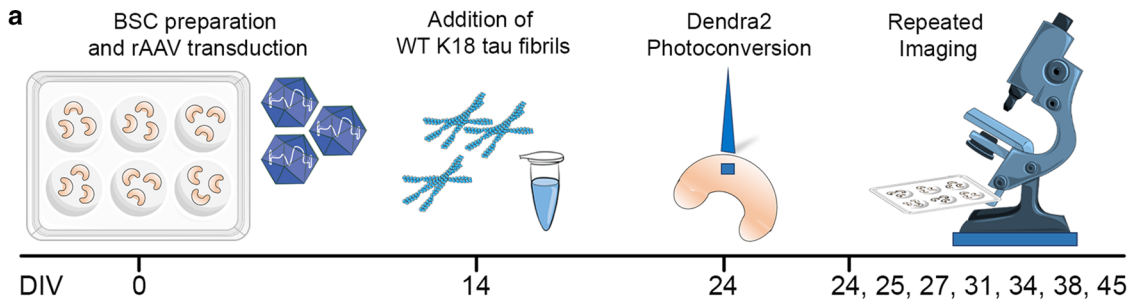 a
BSC preparation
and rAAV transduction
Addition of
WT K18 tau fibrils
Dendra2
Photoconversion
Repeated
Imaging
DIV 0 14 24 24, 25, 27, 31, 34, 38, 45